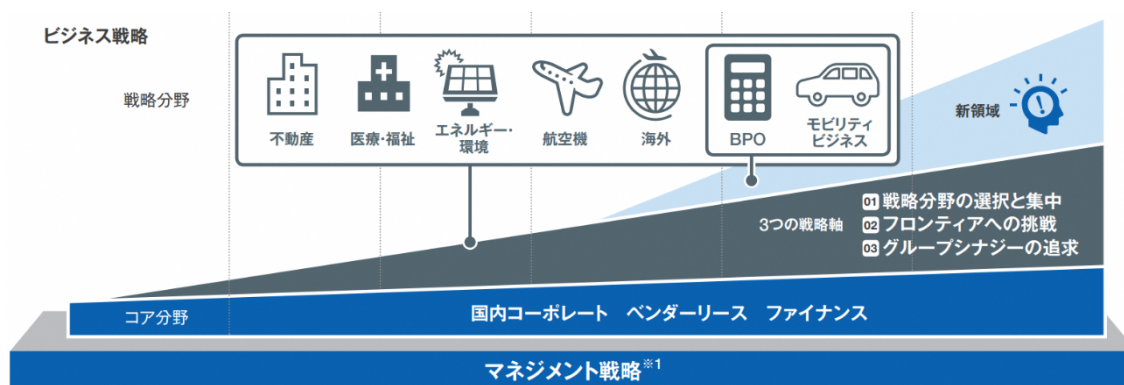 ビジネス戦略
戦略分野
不動産
医療・福祉
エネルギー・
環境
航空機
海外
BPO
モビリティ
ビジネス
新領域
3つの戦略軸
01 戦略分野の選択と集中
02 フロンティアへの挑戦
03 グループシナジーの追求
コア分野
国内コーポレート ベンダーリース ファイナンス
マネジメント戦略※1